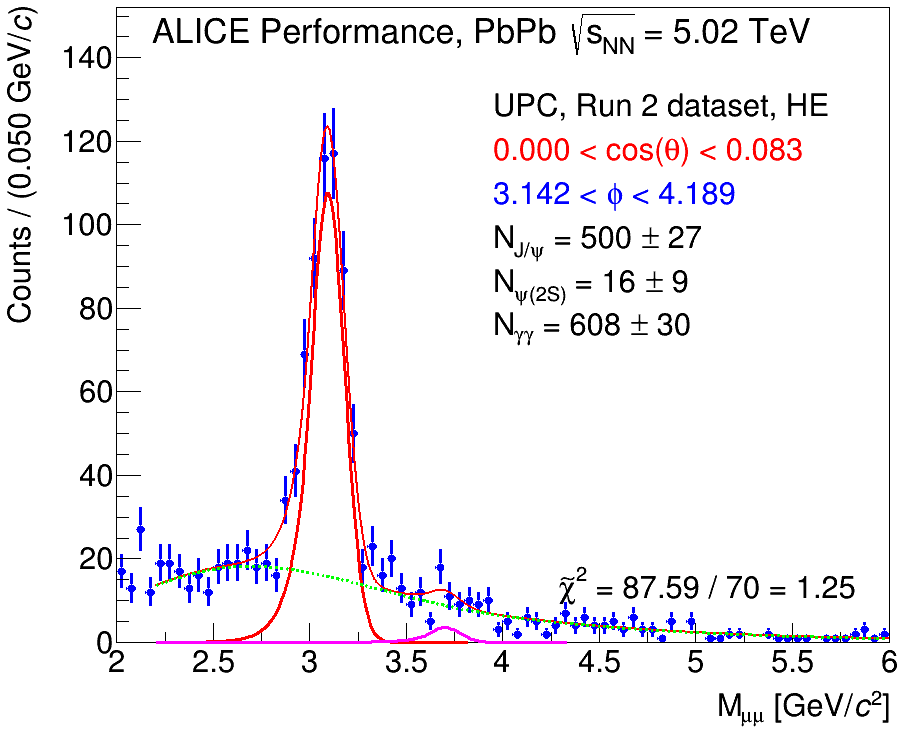 ALICE Performance, PbPb √sNN = 5.02 TeV
UPC, Run 2 dataset, HE
0.000 < cos(θ) < 0.083
3.142 < ϕ < 4.189
NJ/ψ = 500 ± 27
Nψ(2S) = 16 ± 9
Nγγ = 608 ± 30
χ̃2 = 87.59 / 70 = 1.25
Counts / (0.050 GeV/c)
140
120
100
80
60
40
20
0
2 2.5 3 3.5 4 4.5 5 5.5 6
Mμμ [GeV/c2]